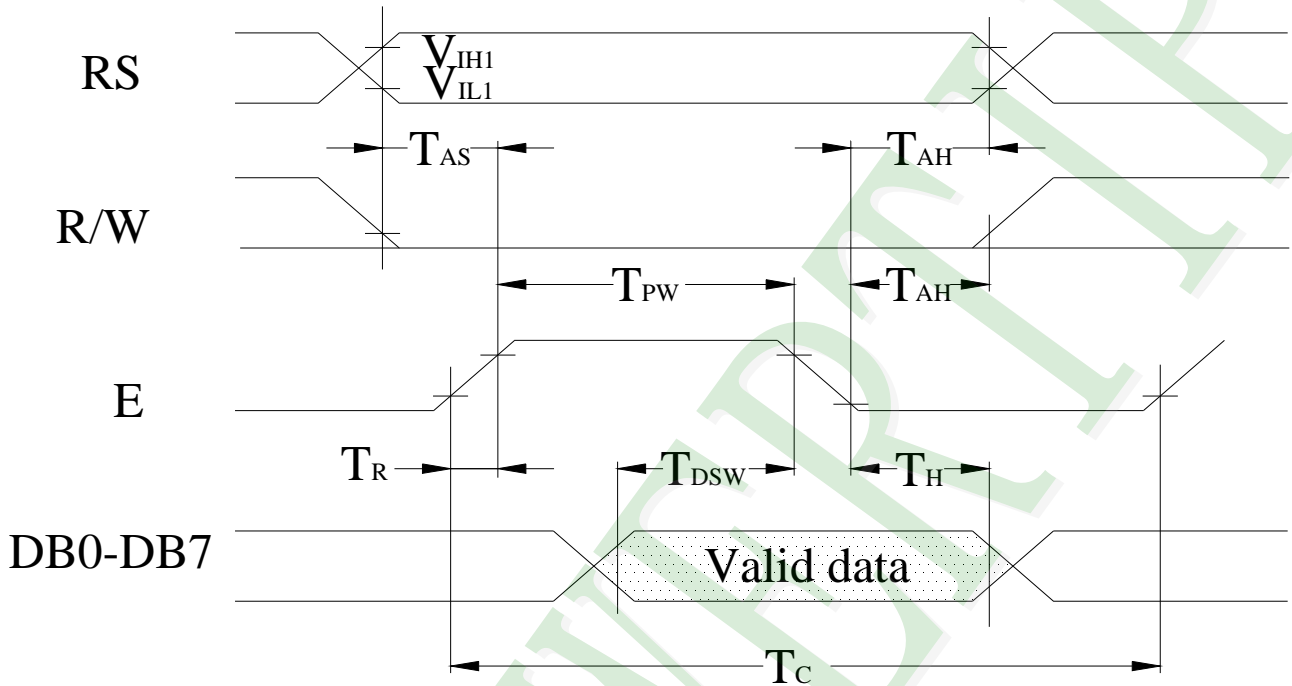 RS
VIH1
VIL1
TAS
TAH
R/W
TPW
TAH
E
TR
TDSW
TH
DB0-DB7
Valid data
TC